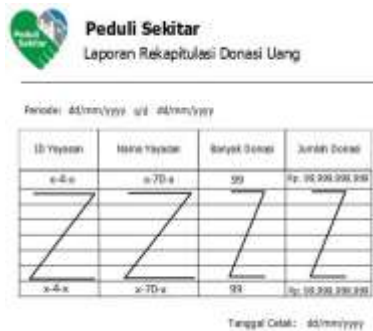 Peduli Sekitar
Peduli Sekitar
Laporan Rekapitulasi Donasi Uang
Periode: dd/mm/yyyy s/d dd/mm/yyyy
ID Yayasan Nama Yayasan Banyak Donasi Jumlah Donasi
x-4-x x-70-x 99 Rp. 99.999.999.999
x-4-x x-70-x 99 Rp. 99.999.999.999
Tanggal Cetak: dd/mm/yyyy